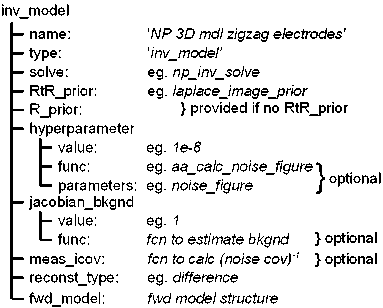 inv_model
name: 'NP 3D mdl zigzag electrodes'
type: 'inv_model'
solve: eg. np_inv_solve
RtR_prior: eg. laplace_image_prior
R_prior: } provided if no RtR_prior
hyperparameter
value: eg. 1e-8
func: eg. aa_calc_noise_figure
parameters: eg. noise_figure } optional
jacobian_bkgnd
value: eg. 1
func: fcn to estimate bkgnd } optional
meas_icov: fcn to calc (noise cov)⁻¹ } optional
reconst_type: eg. difference
fwd_model: fwd model structure